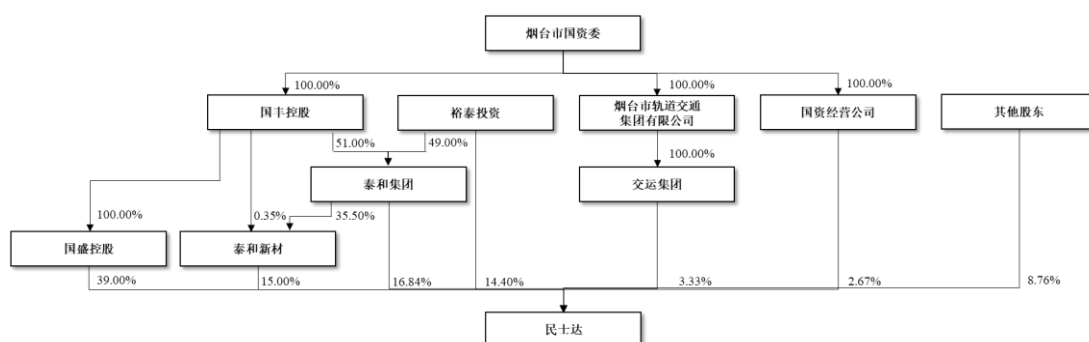 烟台市国资委
100.00%
100.00%
100.00%
国丰控股
裕泰投资
烟台市轨道交通
集团有限公司
国资经营公司
其他股东
51.00%
49.00%
100.00%
泰和集团
交运集团
100.00%
0.35%
35.50%
国盛控股
泰和新材
39.00%
15.00%
16.84%
14.40%
3.33%
2.67%
8.76%
民士达